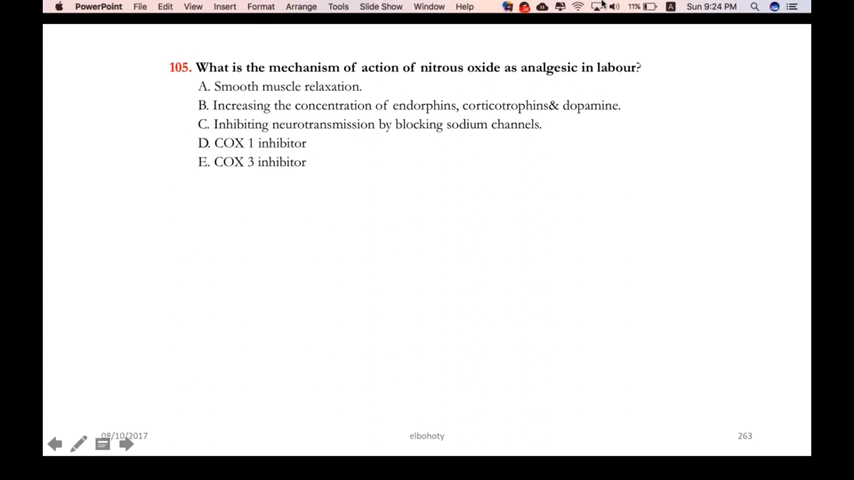 PowerPoint File Edit View Insert Format Arrange Tools Slide Show Window Help 11% A Sun 9:24 PM
105. What is the mechanism of action of nitrous oxide as analgesic in labour?
A. Smooth muscle relaxation.
B. Increasing the concentration of endorphins, corticotrophins& dopamine.
C. Inhibiting neurotransmission by blocking sodium channels.
D. COX 1 inhibitor
E. COX 3 inhibitor
08/10/2017 elbohoty 263